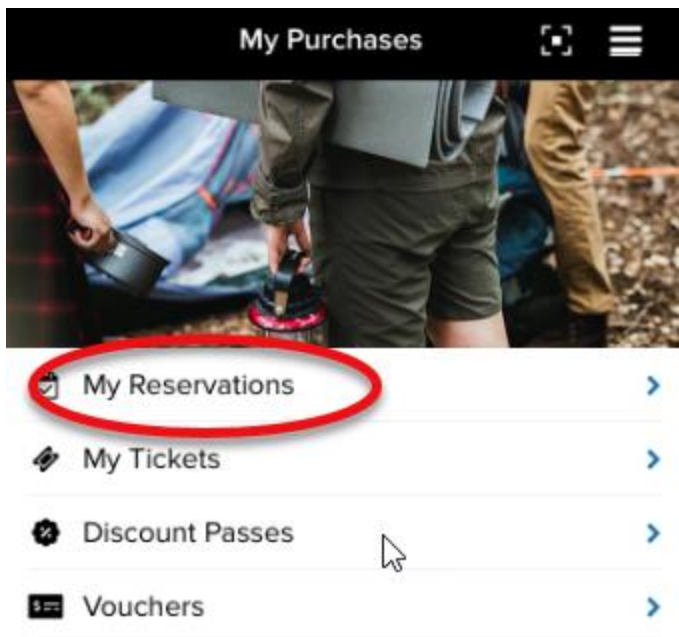 My Purchases
My Reservations
My Tickets
Discount Passes
Vouchers